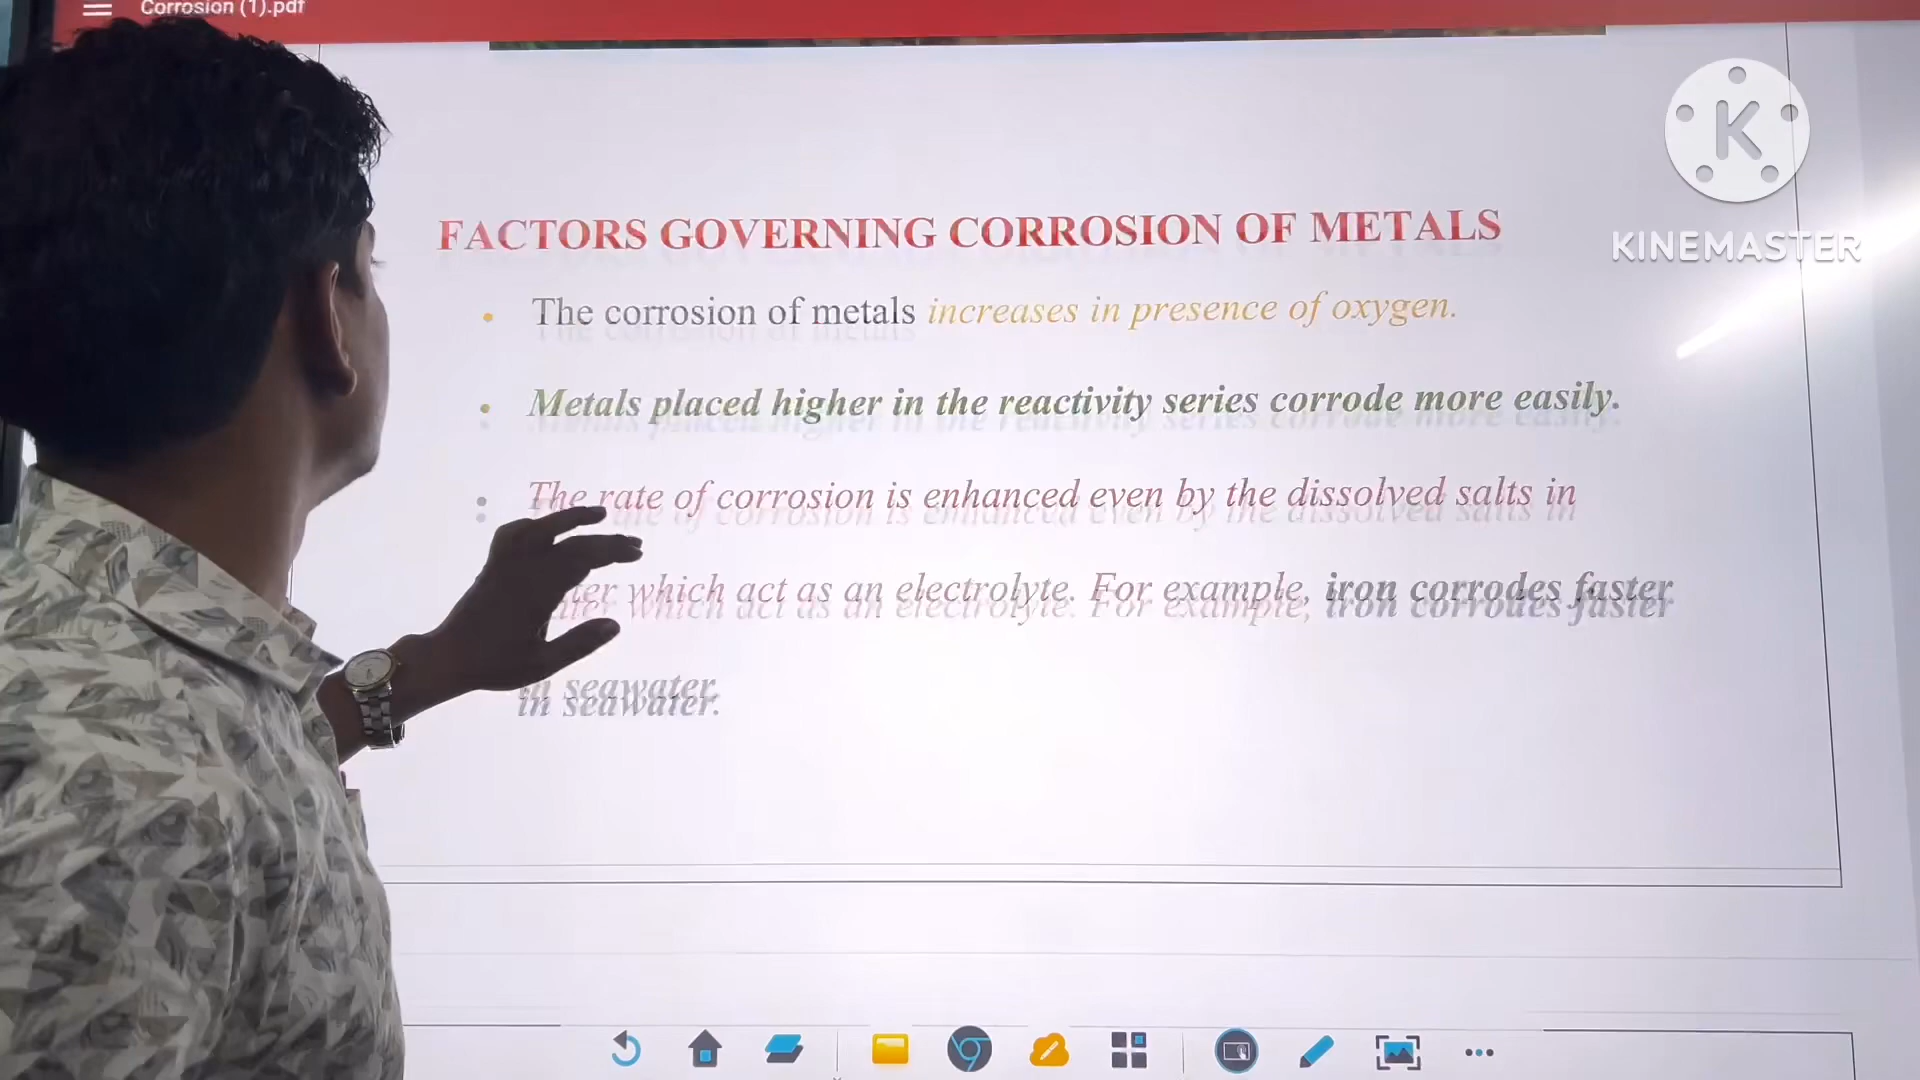 Corrosion (1).pdf
K
KINEMASTER
FACTORS GOVERNING CORROSION OF METALS
• The corrosion of metals increases in presence of oxygen.
• Metals placed higher in the reactivity series corrode more easily.
• The rate of corrosion is enhanced even by the dissolved salts in
which act as an electrolyte. For example, iron corrodes faster
in seawater.